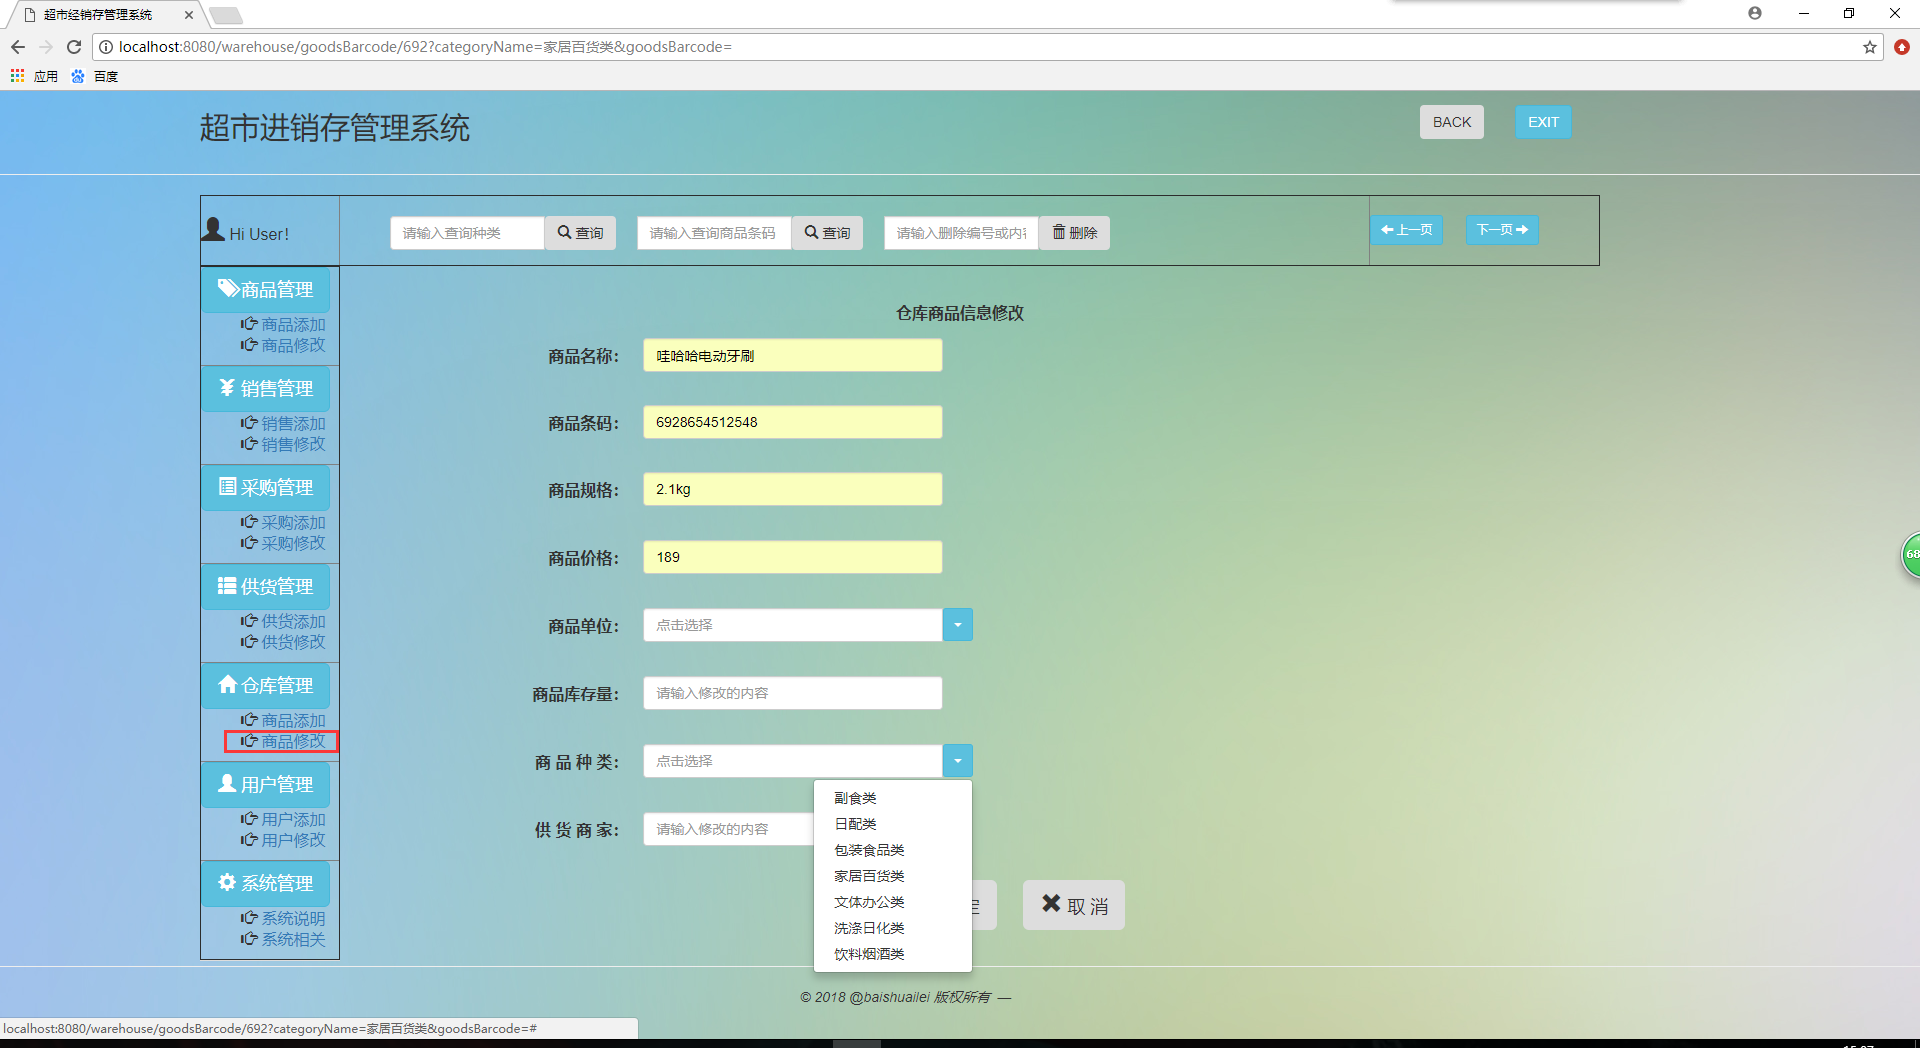 超市经销存管理系统
localhost:8080/warehouse/goodsBarcode/692?categoryName=家居百货类&goodsBarcode=
应用 百度
超市进销存管理系统
BACK EXIT
Hi User! 请输入查询种类 查询 请输入查询商品条码 查询 请输入删除编号或内容 删除 上一页 下一页
商品管理
商品添加
商品修改
销售管理
销售添加
销售修改
采购管理
采购添加
采购修改
供货管理
供货添加
供货修改
仓库管理
商品添加
商品修改
用户管理
用户添加
用户修改
系统管理
系统说明
系统相关
仓库商品信息修改
商品名称： 哇哈哈电动牙刷
商品条码： 6928654512548
商品规格： 2.1kg
商品价格： 189
商品单位： 点击选择
商品库存量： 请输入修改的内容
商 品 种 类： 点击选择
副食类
日配类
包装食品类
家居百货类
文体办公类
洗涤日化类
饮料烟酒类
供 货 商 家： 请输入修改的内容
取 消
68
© 2018 @baishuailei 版权所有 —
localhost:8080/warehouse/goodsBarcode/692?categoryName=家居百货类&goodsBarcode=#